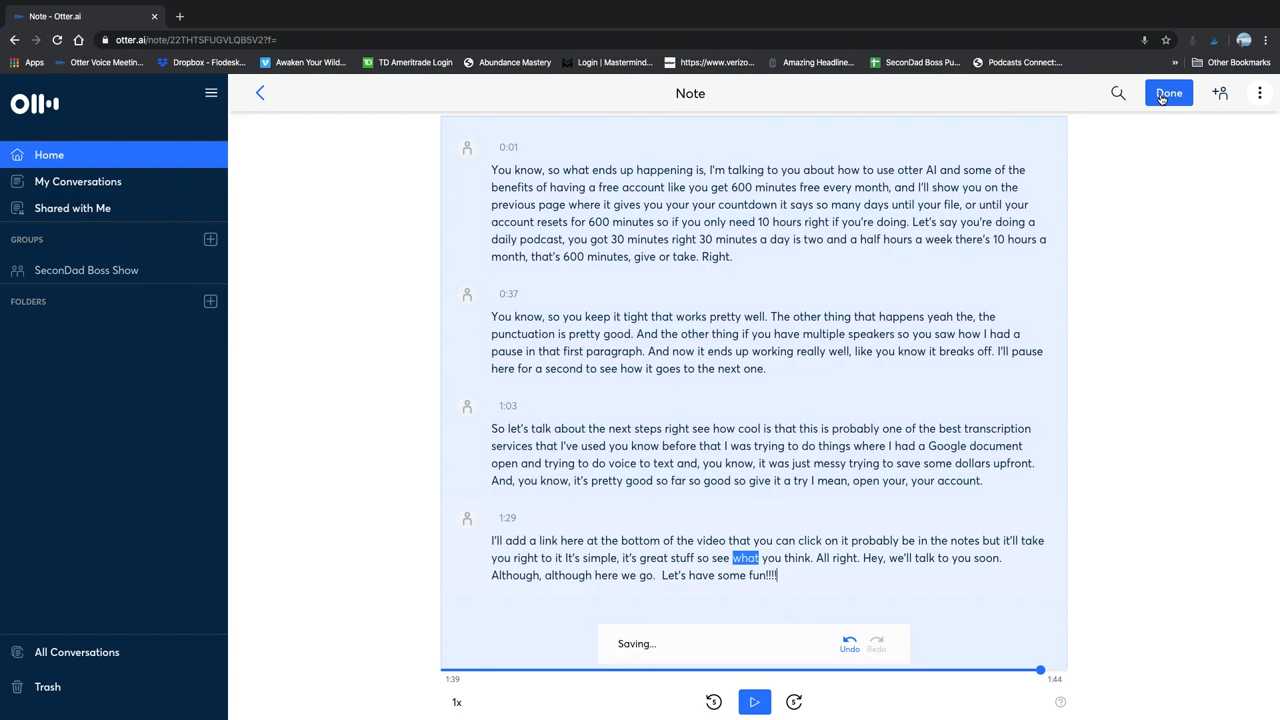 Note - Otter.ai
otter.ai/note/22THTSFUGVLQB5V2?f=
Apps Otter Voice Meetin... Dropbox - Flodesk... Awaken Your Wild... TD Ameritrade Login Abundance Mastery Login | Mastermind... https://www.verizo... Amazing Headline... SeconDad Boss Pu... Podcasts Connect:... » Other Bookmarks
Note
Done
Home
My Conversations
Shared with Me
GROUPS
SeconDad Boss Show
FOLDERS
All Conversations
Trash
0:01
You know, so what ends up happening is, I'm talking to you about how to use otter AI and some of the
benefits of having a free account like you get 600 minutes free every month, and I'll show you on the
previous page where it gives you your your countdown it says so many days until your file, or until your
account resets for 600 minutes so if you only need 10 hours right if you're doing. Let's say you're doing a
daily podcast, you got 30 minutes right 30 minutes a day is two and a half hours a week there's 10 hours a
month, that's 600 minutes, give or take. Right.
0:37
You know, so you keep it tight that works pretty well. The other thing that happens yeah the, the
punctuation is pretty good. And the other thing if you have multiple speakers so you saw how I had a
pause in that first paragraph. And now it ends up working really well, like you know it breaks off. I'll pause
here for a second to see how it goes to the next one.
1:03
So let's talk about the next steps right see how cool is that this is probably one of the best transcription
services that I've used you know before that I was trying to do things where I had a Google document
open and trying to do voice to text and, you know, it was just messy trying to save some dollars upfront.
And, you know, it's pretty good so far so good so give it a try I mean, open your, your account.
1:29
I'll add a link here at the bottom of the video that you can click on it probably be in the notes but it'll take
you right to it It's simple, it's great stuff so see what you think. All right. Hey, we'll talk to you soon.
Although, although here we go.  Let's have some fun!!!!
Saving...
Undo
Redo
1:39
1:44
1x
5
5